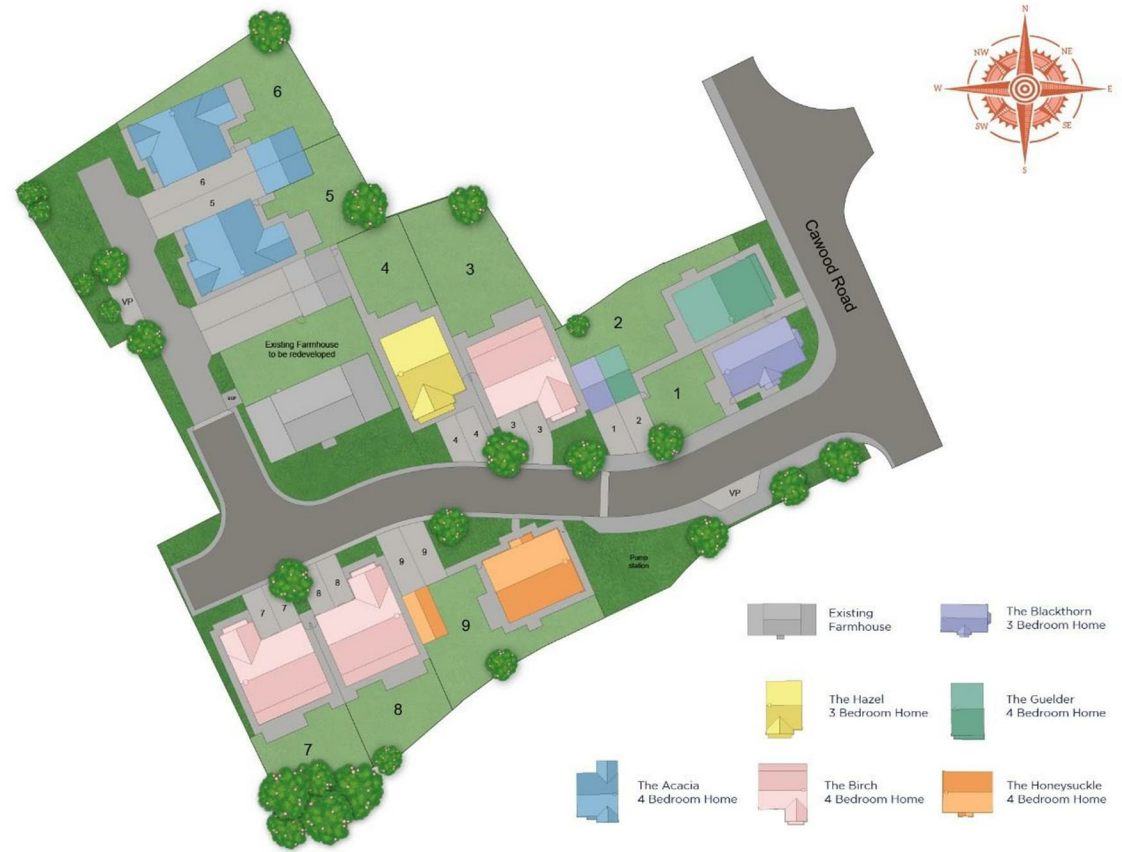 N
NW
NE
W
E
SW
SE
S
6
6
5
5
4
3
2
1
Cawood Road
VP
Existing Farmhouse
to be redeveloped
BCP
4
4
3
3
1
2
VP
Pump
station
9
9
8
8
7
7
9
8
7
Existing
Farmhouse
The Blackthorn
3 Bedroom Home
The Hazel
3 Bedroom Home
The Guelder
4 Bedroom Home
The Acacia
4 Bedroom Home
The Birch
4 Bedroom Home
The Honeysuckle
4 Bedroom Home